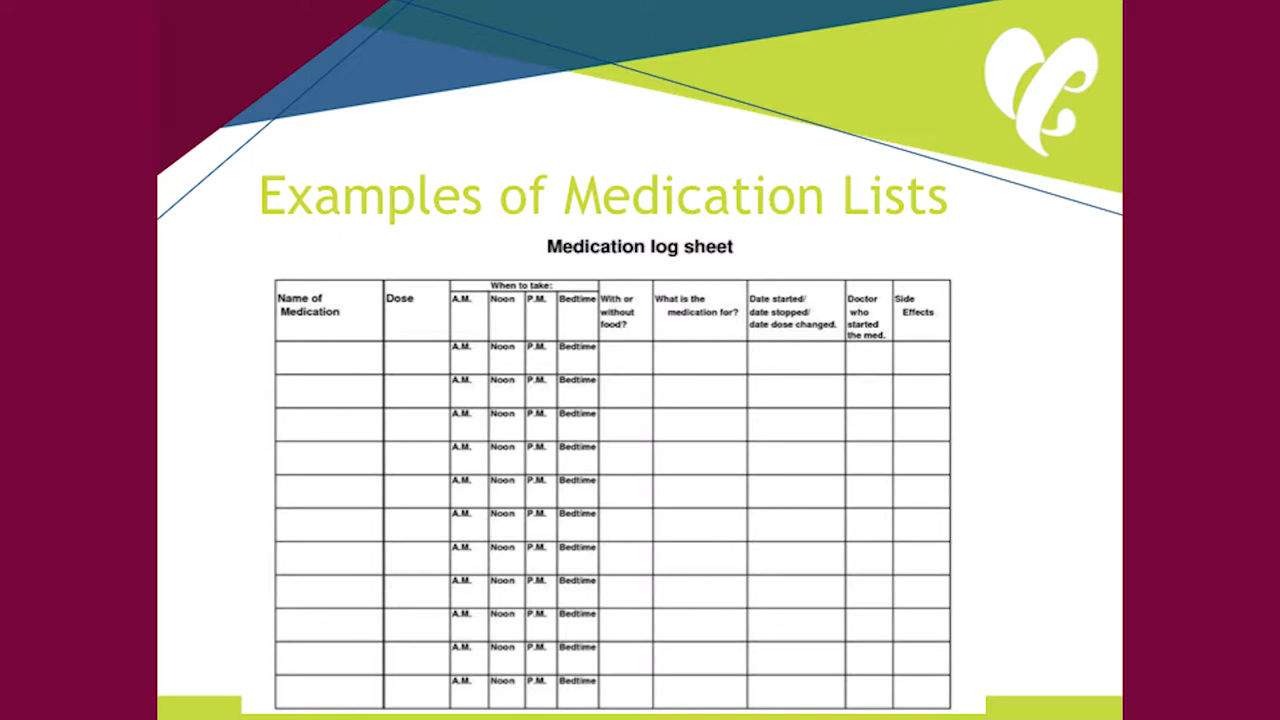 Examples of Medication Lists
Medication log sheet
When to take:
Name of Medication Dose A.M. Noon P.M. Bedtime With or without food? What is the medication for? Date started/ date stopped/ date dose changed. Doctor who started the med. Side Effects
A.M. Noon P.M. Bedtime
A.M. Noon P.M. Bedtime
A.M. Noon P.M. Bedtime
A.M. Noon P.M. Bedtime
A.M. Noon P.M. Bedtime
A.M. Noon P.M. Bedtime
A.M. Noon P.M. Bedtime
A.M. Noon P.M. Bedtime
A.M. Noon P.M. Bedtime
A.M. Noon P.M. Bedtime
A.M. Noon P.M. Bedtime